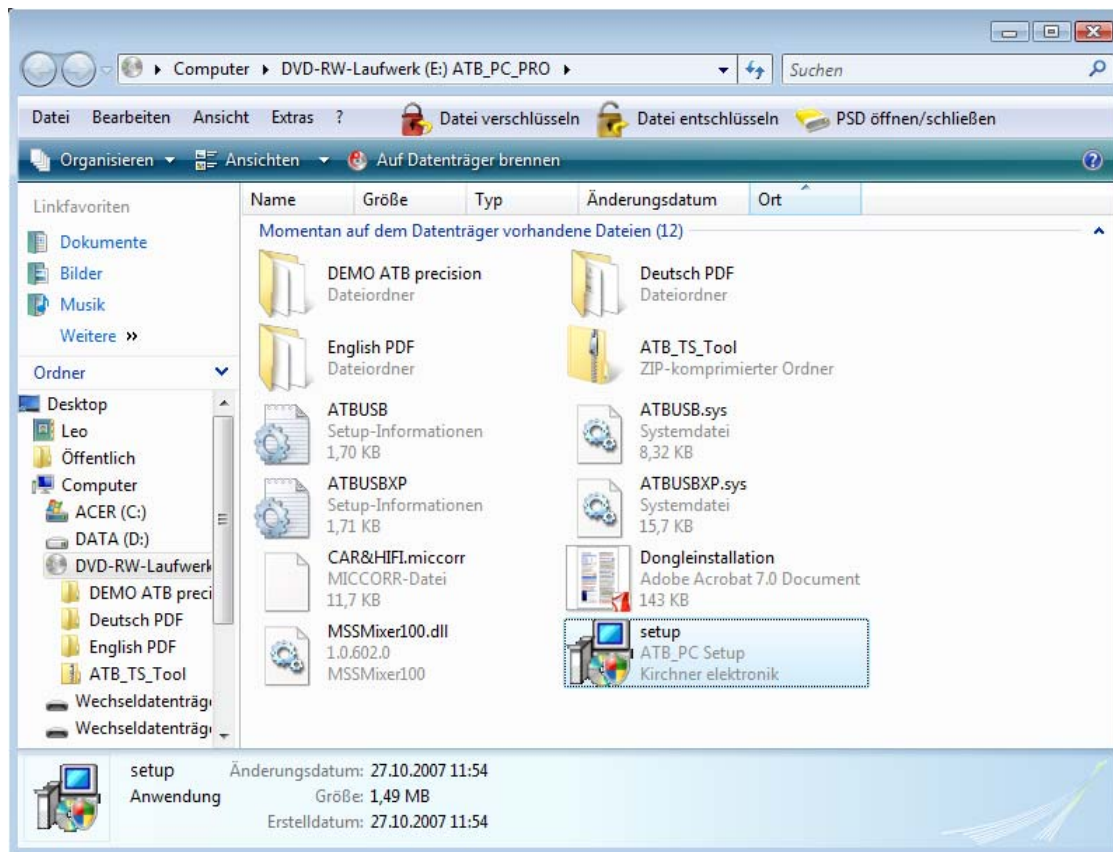 Computer DVD-RW-Laufwerk (E:) ATB_PC_PRO Suchen
Datei Bearbeiten Ansicht Extras ? Datei verschlüsseln Datei entschlüsseln PSD öffnen/schließen
Organisieren Ansichten Auf Datenträger brennen
Linkfavoriten
Dokumente
Bilder
Musik
Weitere »
Ordner
Desktop
Leo
Öffentlich
Computer
ACER (C:)
DATA (D:)
DVD-RW-Laufwerk
DEMO ATB preci
Deutsch PDF
English PDF
ATB_TS_Tool
Wechseldatenträg
Wechseldatenträg
Name Größe Typ Änderungsdatum Ort
Momentan auf dem Datenträger vorhandene Dateien (12)
DEMO ATB precision
Dateiordner
Deutsch PDF
Dateiordner
English PDF
Dateiordner
ATB_TS_Tool
ZIP-komprimierter Ordner
ATBUSB
Setup-Informationen
1,70 KB
ATBUSB.sys
Systemdatei
8,32 KB
ATBUSBXP
Setup-Informationen
1,71 KB
ATBUSBXP.sys
Systemdatei
15,7 KB
CAR&HIFI.miccorr
MICCORR-Datei
11,7 KB
Dongleinstallation
Adobe Acrobat 7.0 Document
143 KB
MSSMixer100.dll
1.0.602.0
MSSMixer100
setup
ATB_PC Setup
Kirchner elektronik
setup Änderungsdatum: 27.10.2007 11:54
Anwendung Größe: 1,49 MB
Erstelldatum: 27.10.2007 11:54